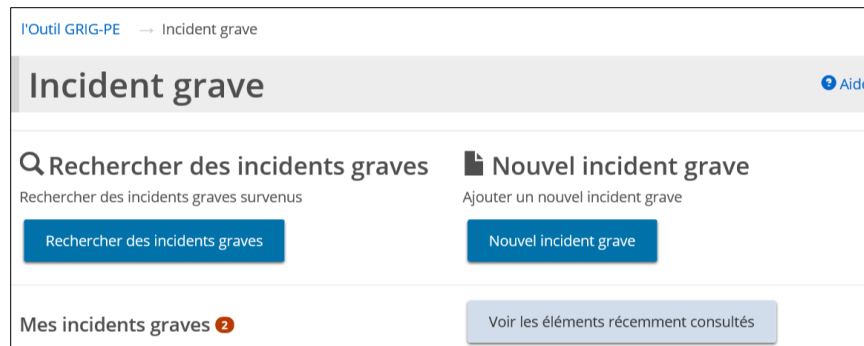 l'Outil GRIG-PE → Incident grave
Incident grave
Aide
Rechercher des incidents graves
Nouvel incident grave
Rechercher des incidents graves survenus
Ajouter un nouvel incident grave
Rechercher des incidents graves
Nouvel incident grave
Mes incidents graves 2
Voir les éléments récemment consultés